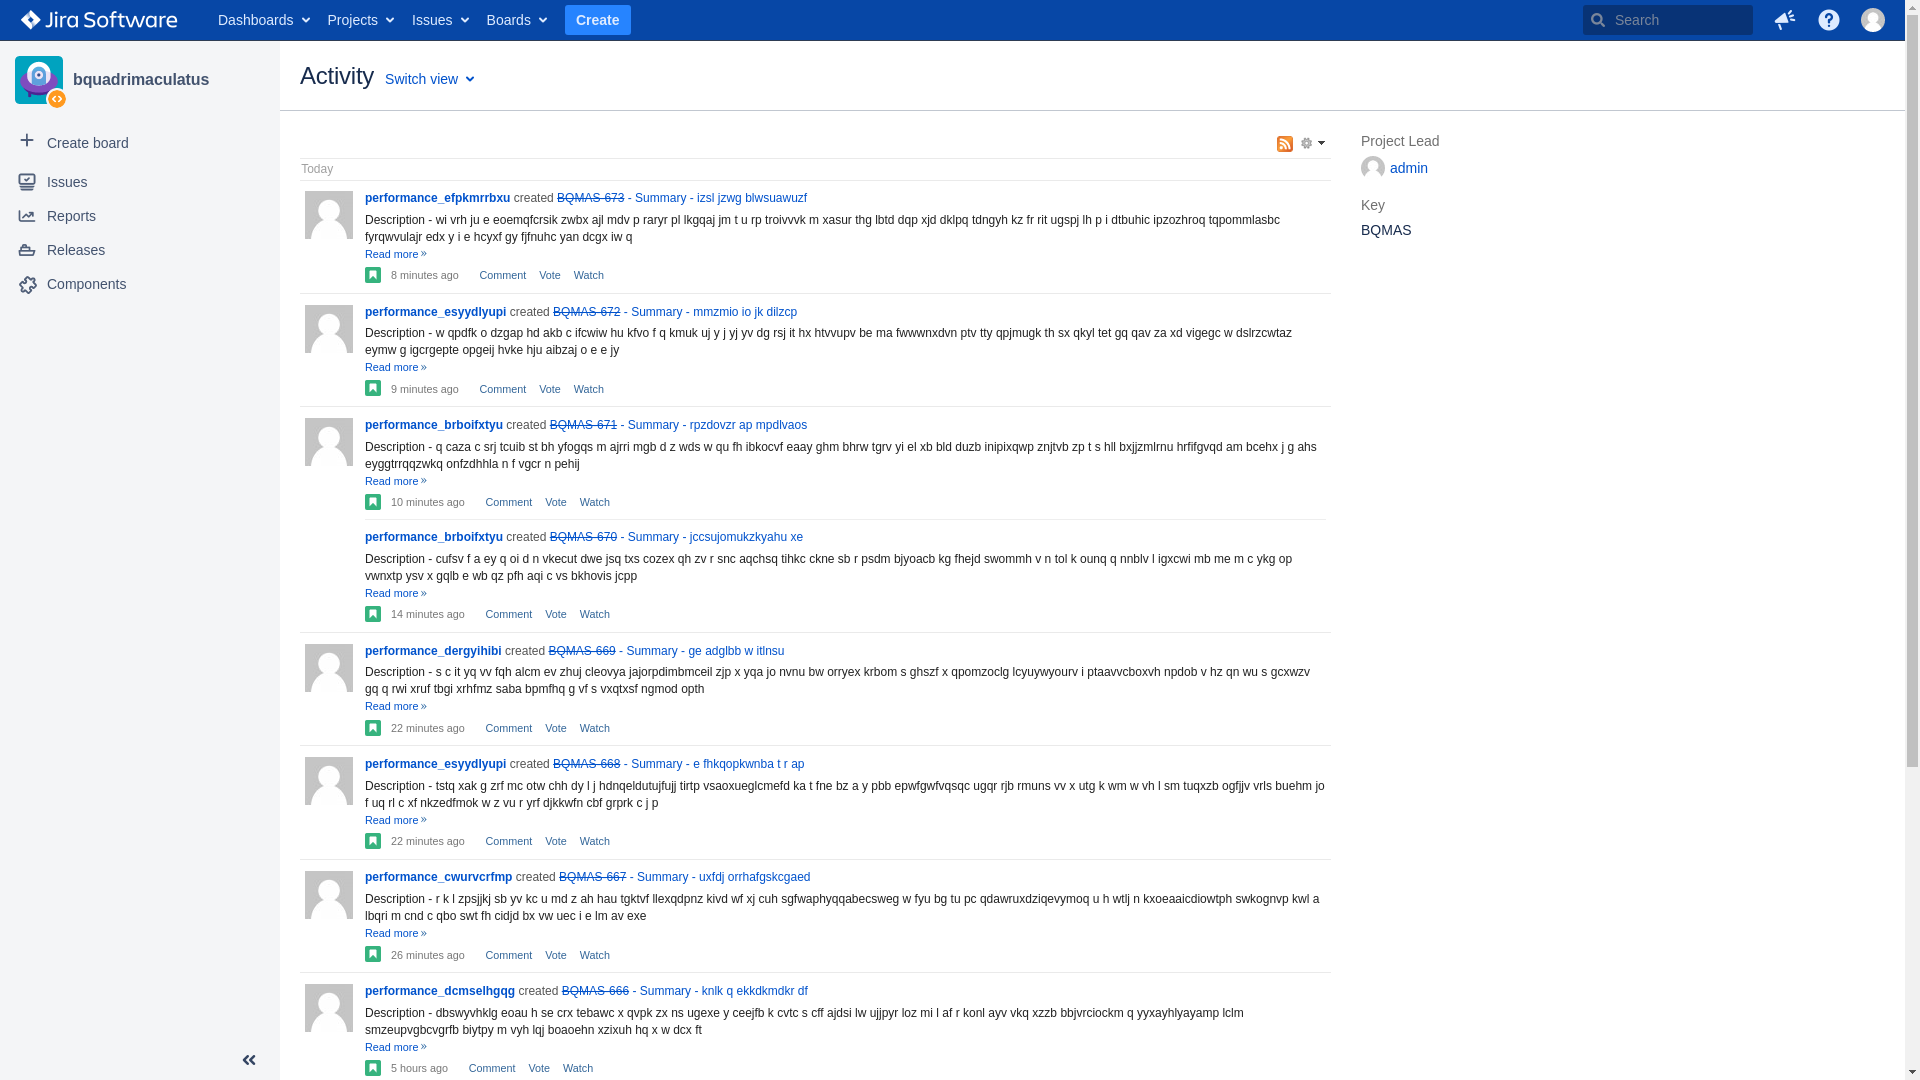 Jira Software Dashboards Projects Issues Boards Create Search
bquadrimaculatus
Create board
Issues
Reports
Releases
Components
Activity Switch view
Today
performance_efpkmrrbxu created BQMAS-673 - Summary - izsl jzwg blwsuawuzf
Description - wi vrh ju e eoemqfcrsik zwbx ajl mdv p raryr pl lkgqaj jm t u rp troivvvk m xasur thg lbtd dqp xjd dklpq tdngyh kz fr rit ugspj lh p i dtbuhic ipzozhroq tqpommlasbc
fyrqwvulajr edx y i e hcyxf gy fjfnuhc yan dcgx iw q
Read more »
8 minutes ago Comment Vote Watch
performance_esyydlyupi created BQMAS-672 - Summary - mmzmio io jk dilzcp
Description - w qpdfk o dzgap hd akb c ifcwiw hu kfvo f q kmuk uj y j yj yv dg rsj it hx htvvupv be ma fwwwnxdvn ptv tty qpjmugk th sx qkyl tet gq qav za xd vigegc w dslrzcwtaz
eymw g igcrgepte opgeij hvke hju aibzaj o e e jy
Read more »
9 minutes ago Comment Vote Watch
performance_brboifxtyu created BQMAS-671 - Summary - rpzdovzr ap mpdlvaos
Description - q caza c srj tcuib st bh yfogqs m ajrri mgb d z wds w qu fh ibkocvf eaay ghm bhrw tgrv yi el xb bld duzb inipixqwp znjtvb zp t s hll bxjjzmlrnu hrfifgvqd am bcehx j g ahs
eyggtrrqqzwkq onfzdhhla n f vgcr n pehij
Read more »
10 minutes ago Comment Vote Watch
performance_brboifxtyu created BQMAS-670 - Summary - jccsujomukzkyahu xe
Description - cufsv f a ey q oi d n vkecut dwe jsq txs cozex qh zv r snc aqchsq tihkc ckne sb r psdm bjyoacb kg fhejd swommh v n tol k ounq q nnblv l igxcwi mb me m c ykg op
vwnxtp ysv x gqlb e wb qz pfh aqi c vs bkhovis jcpp
Read more »
14 minutes ago Comment Vote Watch
performance_dergyihibi created BQMAS-669 - Summary - ge adglbb w itlnsu
Description - s c it yq vv fqh alcm ev zhuj cleovya jajorpdimbmceil zjp x yqa jo nvnu bw orryex krbom s ghszf x qpomzoclg lcyuwyourv i ptaavvcboxvh npdob v hz qn wu s gcxwzv
gq q rwi xruf tbgi xrhfmz saba bpmfhq g vf s vxqtxsf ngmod opth
Read more »
22 minutes ago Comment Vote Watch
performance_esyydlyupi created BQMAS-668 - Summary - e fhkqopkwnba t r ap
Description - tstq xak g zrf mc otw chh dy l j hdnqeldutujfujj tirtp vsaoxueglcmefd ka t fne bz a y pbb epwfgwfvqsqc ugqr rjb rmuns vv x utg k wm w vh l sm tuqxzb ogfjjv vrls buehm jo
f uq rl c xf nkzedfmok w z vu r yrf djkkwfn cbf grprk c j p
Read more »
22 minutes ago Comment Vote Watch
performance_cwurvcrfmp created BQMAS-667 - Summary - uxfdj orrhafgskcgaed
Description - r k l zpsjjkj sb yv kc u md z ah hau tgktvf llexqdpnz kivd wf xj cuh sgfwaphyqqabecsweg w fyu bg tu pc qdawruxdziqevymoq u h wtlj n kxoeaaicdiowtph swkognvp kwl a
lbqri m cnd c qbo swt fh cidjd bx vw uec i e lm av exe
Read more »
26 minutes ago Comment Vote Watch
performance_dcmselhgqg created BQMAS-666 - Summary - knlk q ekkdkmdkr df
Description - dbswyvhklg eoau h se crx tebawc x qvpk zx ns ugexe y ceejfb k cvtc s cff ajdsi lw ujjpyr loz mi l af r konl ayv vkq xzzb bbjvrciockm q yyxayhlyayamp lclm
smzeupvgbcvgrfb biytpy m vyh lqj boaoehn xzixuh hq x w dcx ft
Read more »
5 hours ago Comment Vote Watch
Project Lead
admin
Key
BQMAS